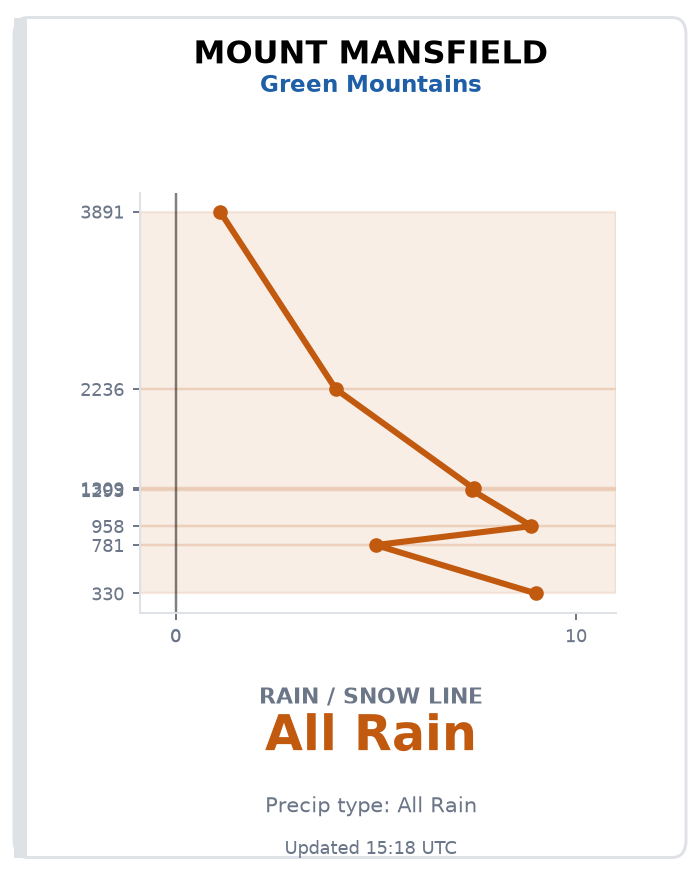 MOUNT MANSFIELD
Green Mountains
3891
2236
1309
958
781
330
0
10
RAIN / SNOW LINE
All Rain
Precip type: All Rain
Updated 15:18 UTC